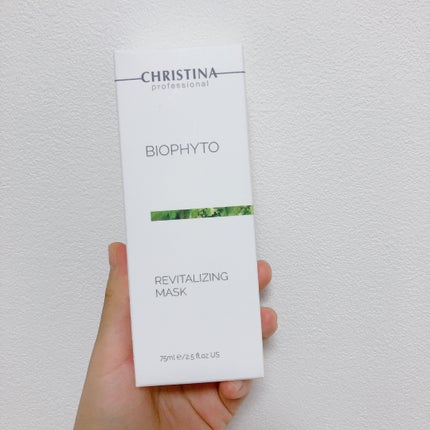 CHRISTINA
professional
BIOPHYTO
REVITALIZING
MASK
75ml ℮/2.5 fl.oz US